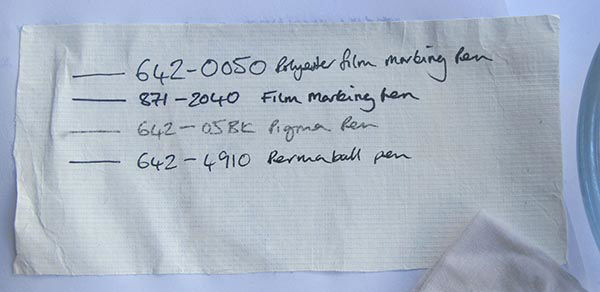 642-0050 Polyester film marking Pen
871-2040 Film marking Pen
642-05BK Pigma Pen
642-4910 Permaball pen